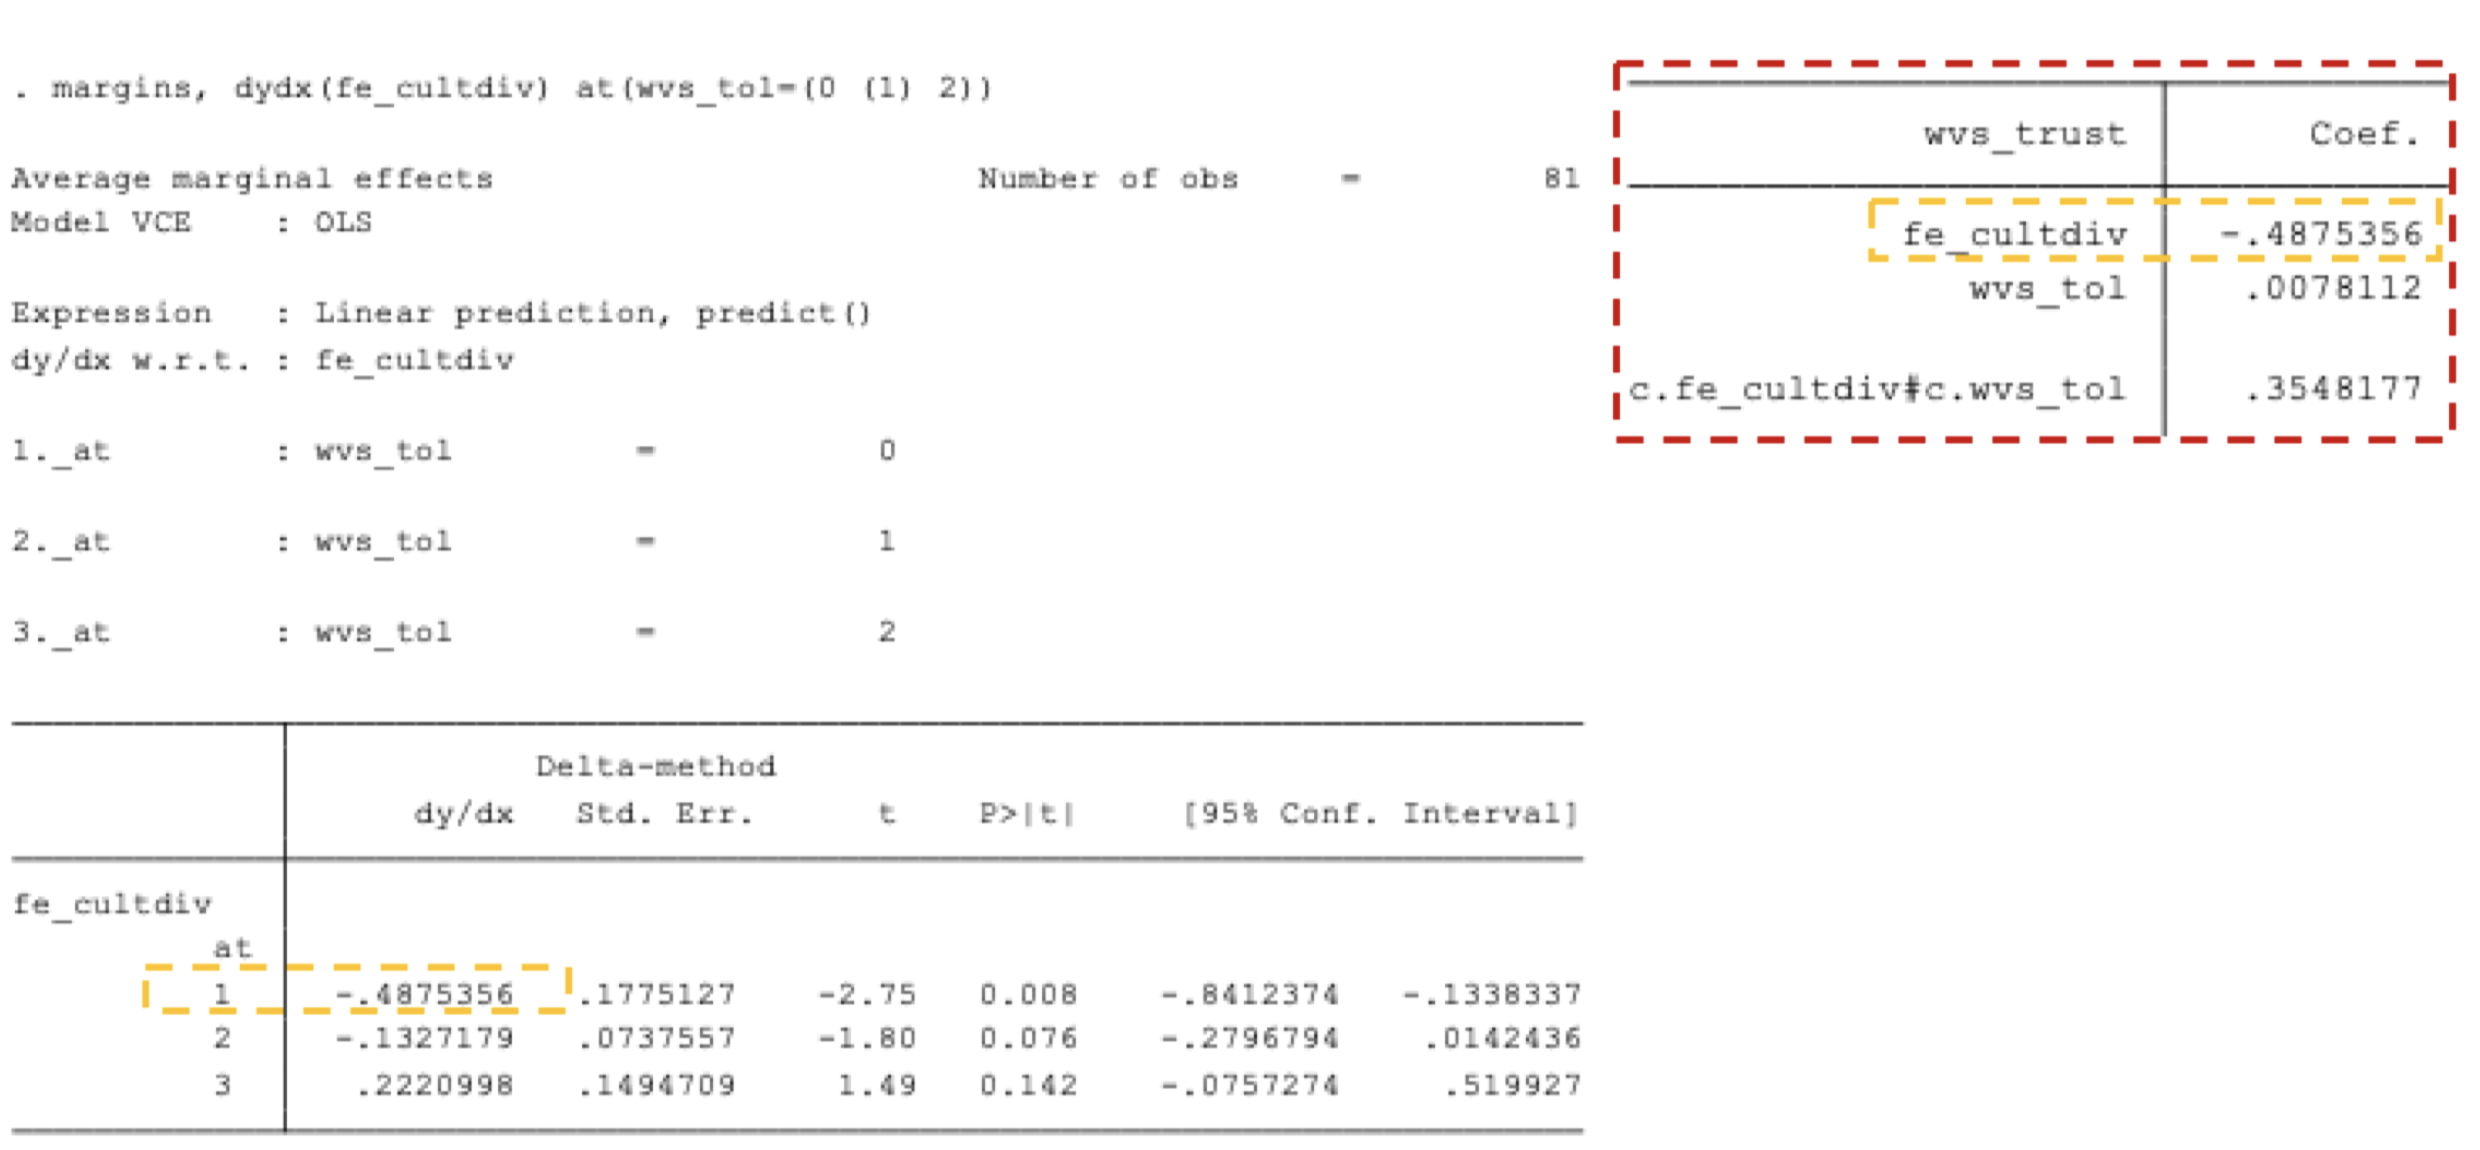 . margins, dydx(fe_cultdiv) at(wvs_tol=(0 (1) 2))
Average marginal effects Number of obs = 81
Model VCE : OLS
Expression : Linear prediction, predict()
dy/dx w.r.t. : fe_cultdiv
1._at : wvs_tol = 0
2._at : wvs_tol = 1
3._at : wvs_tol = 2
Delta-method
dy/dx Std. Err. t P>|t| [95% Conf. Interval]
fe_cultdiv
_at
1 -.4875356 .1775127 -2.75 0.008 -.8412374 -.1338337
2 -.1327179 .0737557 -1.80 0.076 -.2796794 .0142436
3 .2220998 .1494709 1.49 0.142 -.0757274 .519927
wvs_trust Coef.
fe_cultdiv -.4875356
wvs_tol .0078112
c.fe_cultdiv#c.wvs_tol .3548177